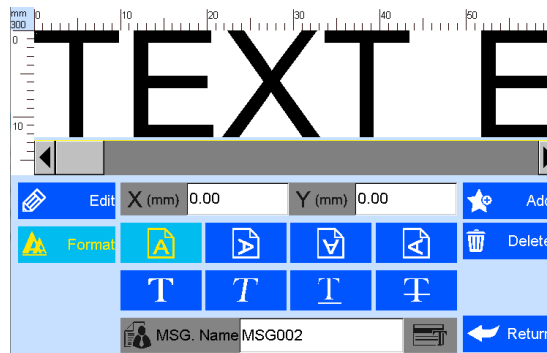 mm
300 0 10 20 30 40 50
0
TEXT E
10
Edit X (mm) 0.00 Y (mm) 0.00 Add
Format A A A A Delete
T T T T
MSG. Name MSG002 Return